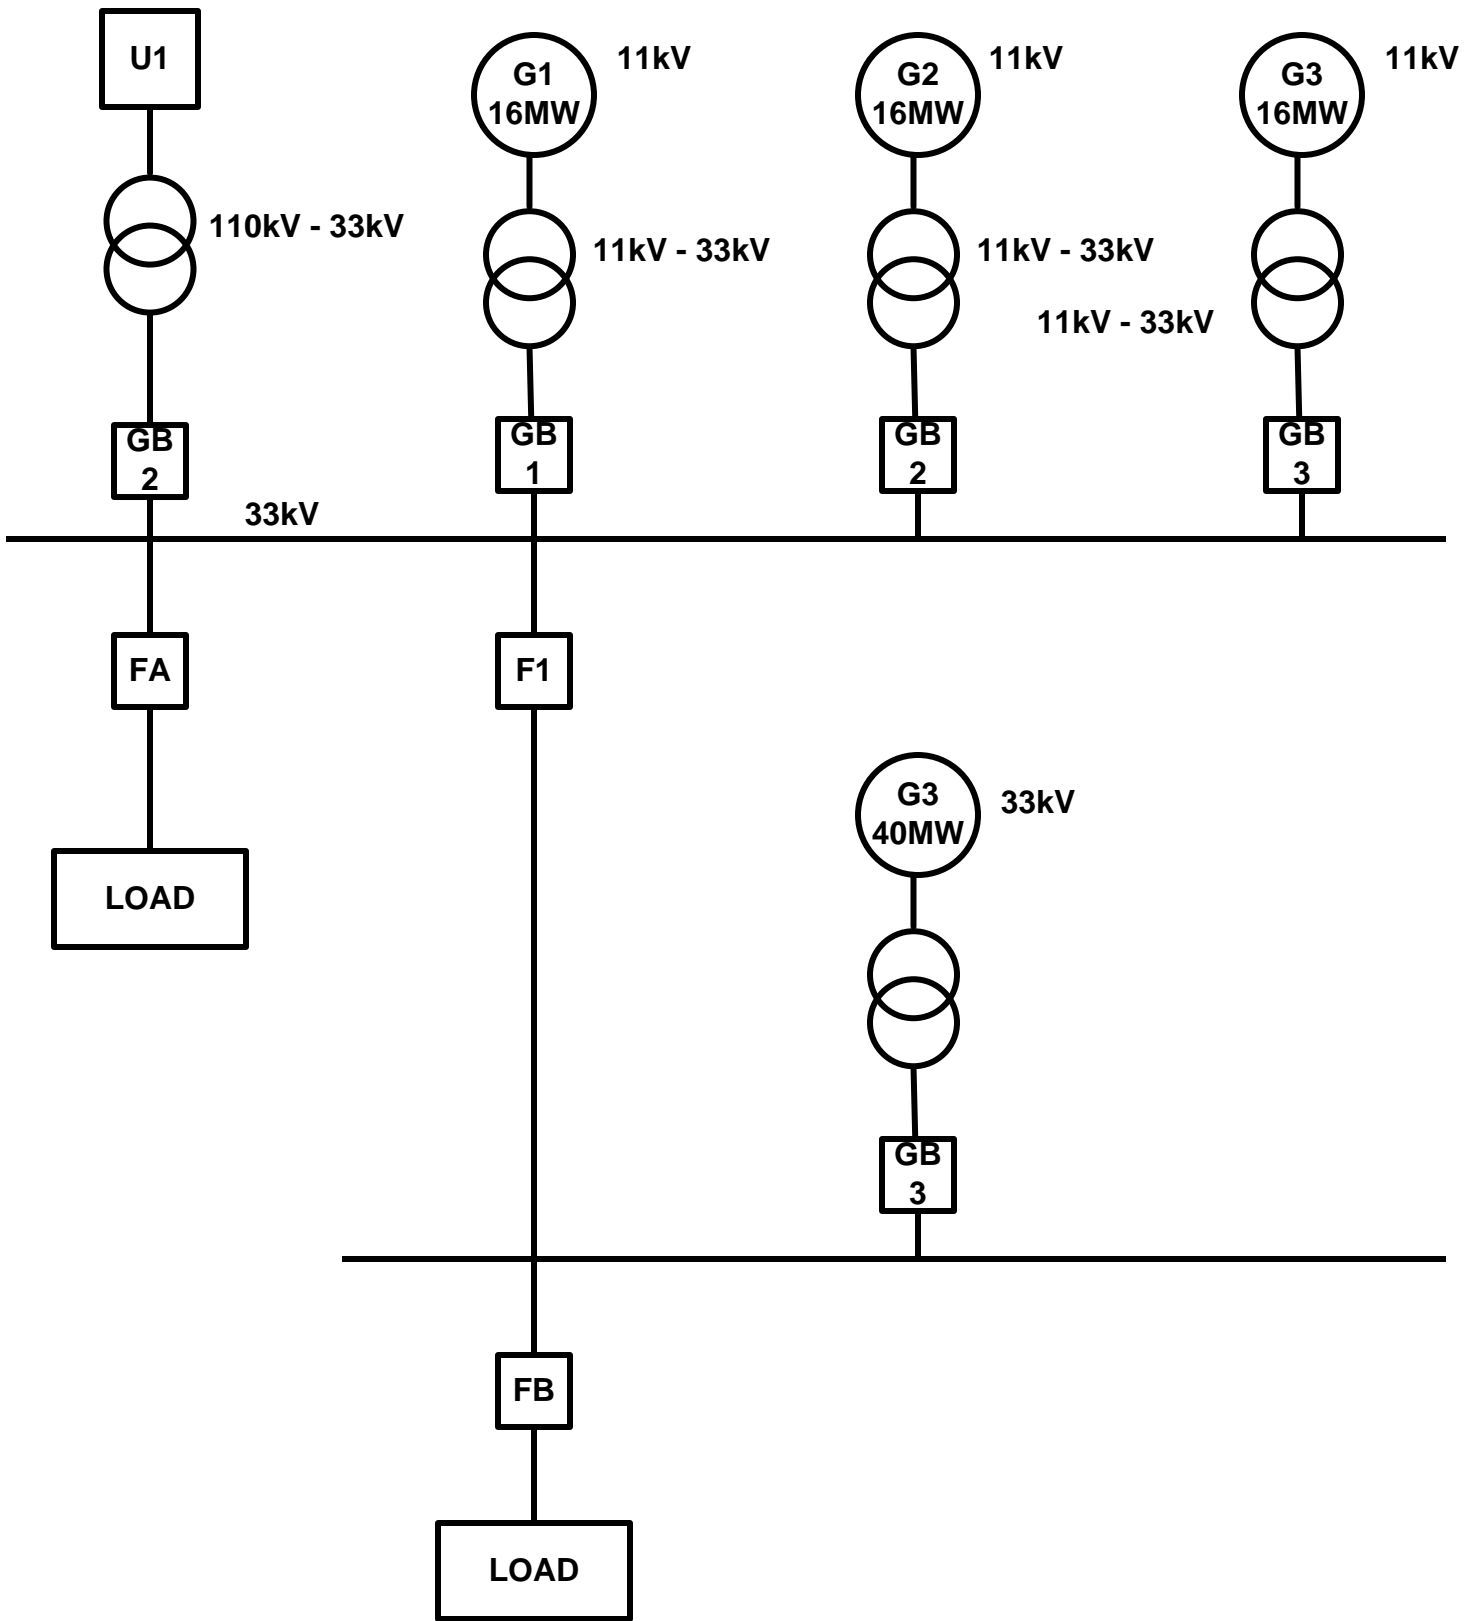 U1
G1
16MW
11kV
G2
16MW
11kV
G3
16MW
11kV
110kV - 33kV
11kV - 33kV
11kV - 33kV
11kV - 33kV
GB
2
GB
1
GB
2
GB
3
33kV
FA
F1
G3
40MW
33kV
LOAD
GB
3
FB
LOAD